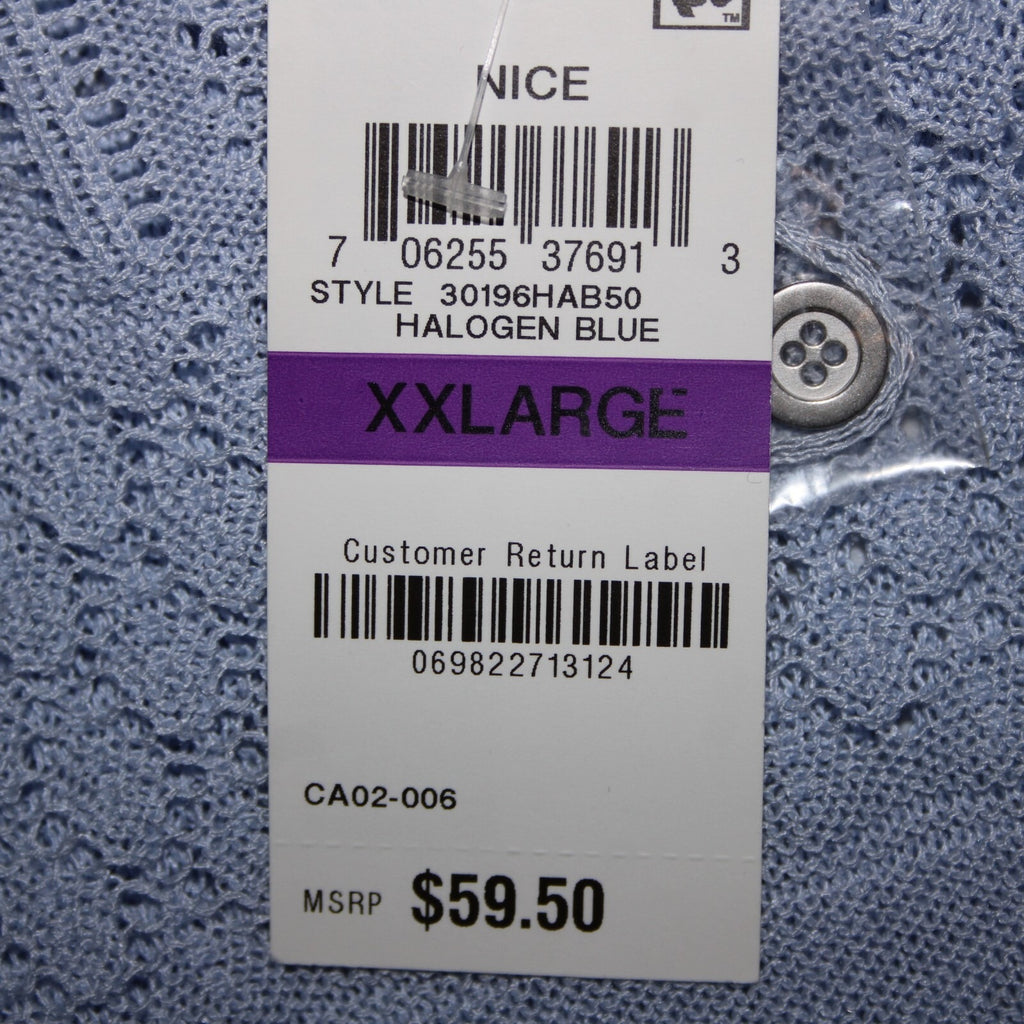 TM
NICE
7 06255 37691 3
STYLE 30196HAB50
HALOGEN BLUE
XXLARGE
Customer Return Label
069822713124
CA02-006
MSRP $59.50